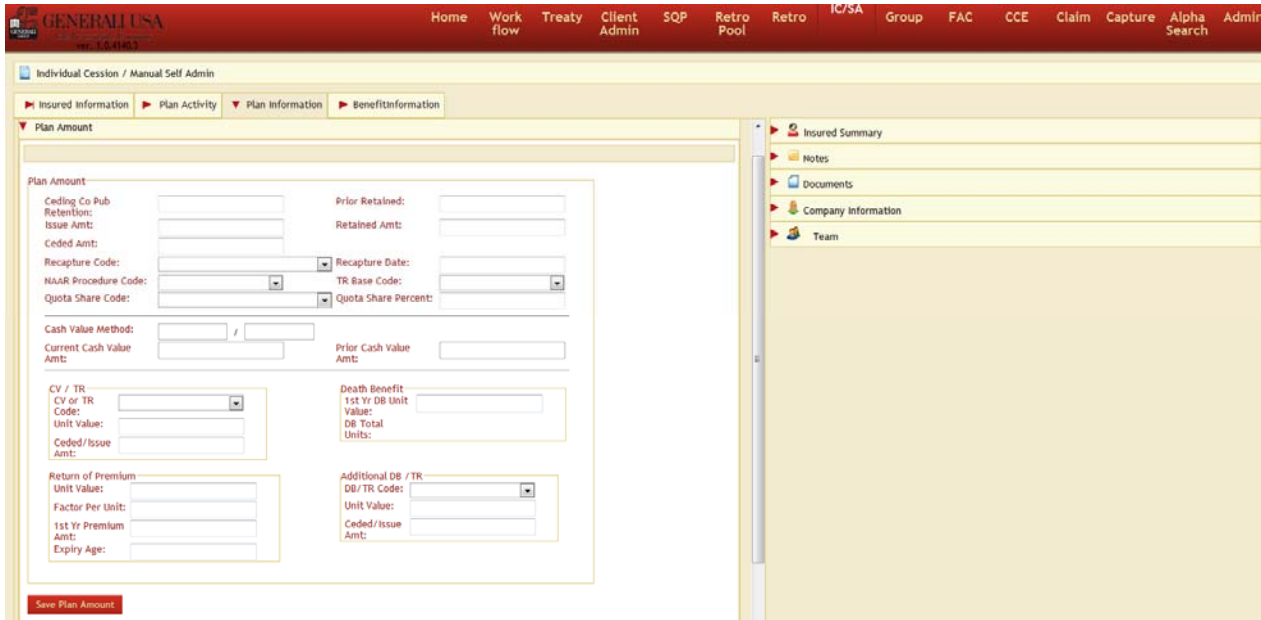 GENERALI USA
Home Work flow Treaty Client Admin SQP Retro Pool Retro IC/SA Group FAC CCE Claim Capture Alpha Search Admin
ver. 1.0.4140.3
Individual Cession / Manual Self Admin
Insured Information Plan Activity Plan Information BenefitInformation
Plan Amount
Insured Summary
Notes
Documents
Company Information
Team
Plan Amount
Ceding Co Pub Retention: Prior Retained:
Issue Amt: Retained Amt:
Ceded Amt:
Recapture Code: Recapture Date:
NAAR Procedure Code: TR Base Code:
Quota Share Code: Quota Share Percent:
Cash Value Method: /
Current Cash Value Amt: Prior Cash Value Amt:
CV / TR
CV or TR Code:
Unit Value:
Ceded/Issue Amt:
Death Benefit
1st Yr DB Unit Value:
DB Total Units:
Return of Premium
Unit Value:
Factor Per Unit:
1st Yr Premium Amt:
Expiry Age:
Additional DB / TR
DB/TR Code:
Unit Value:
Ceded/Issue Amt:
Save Plan Amount